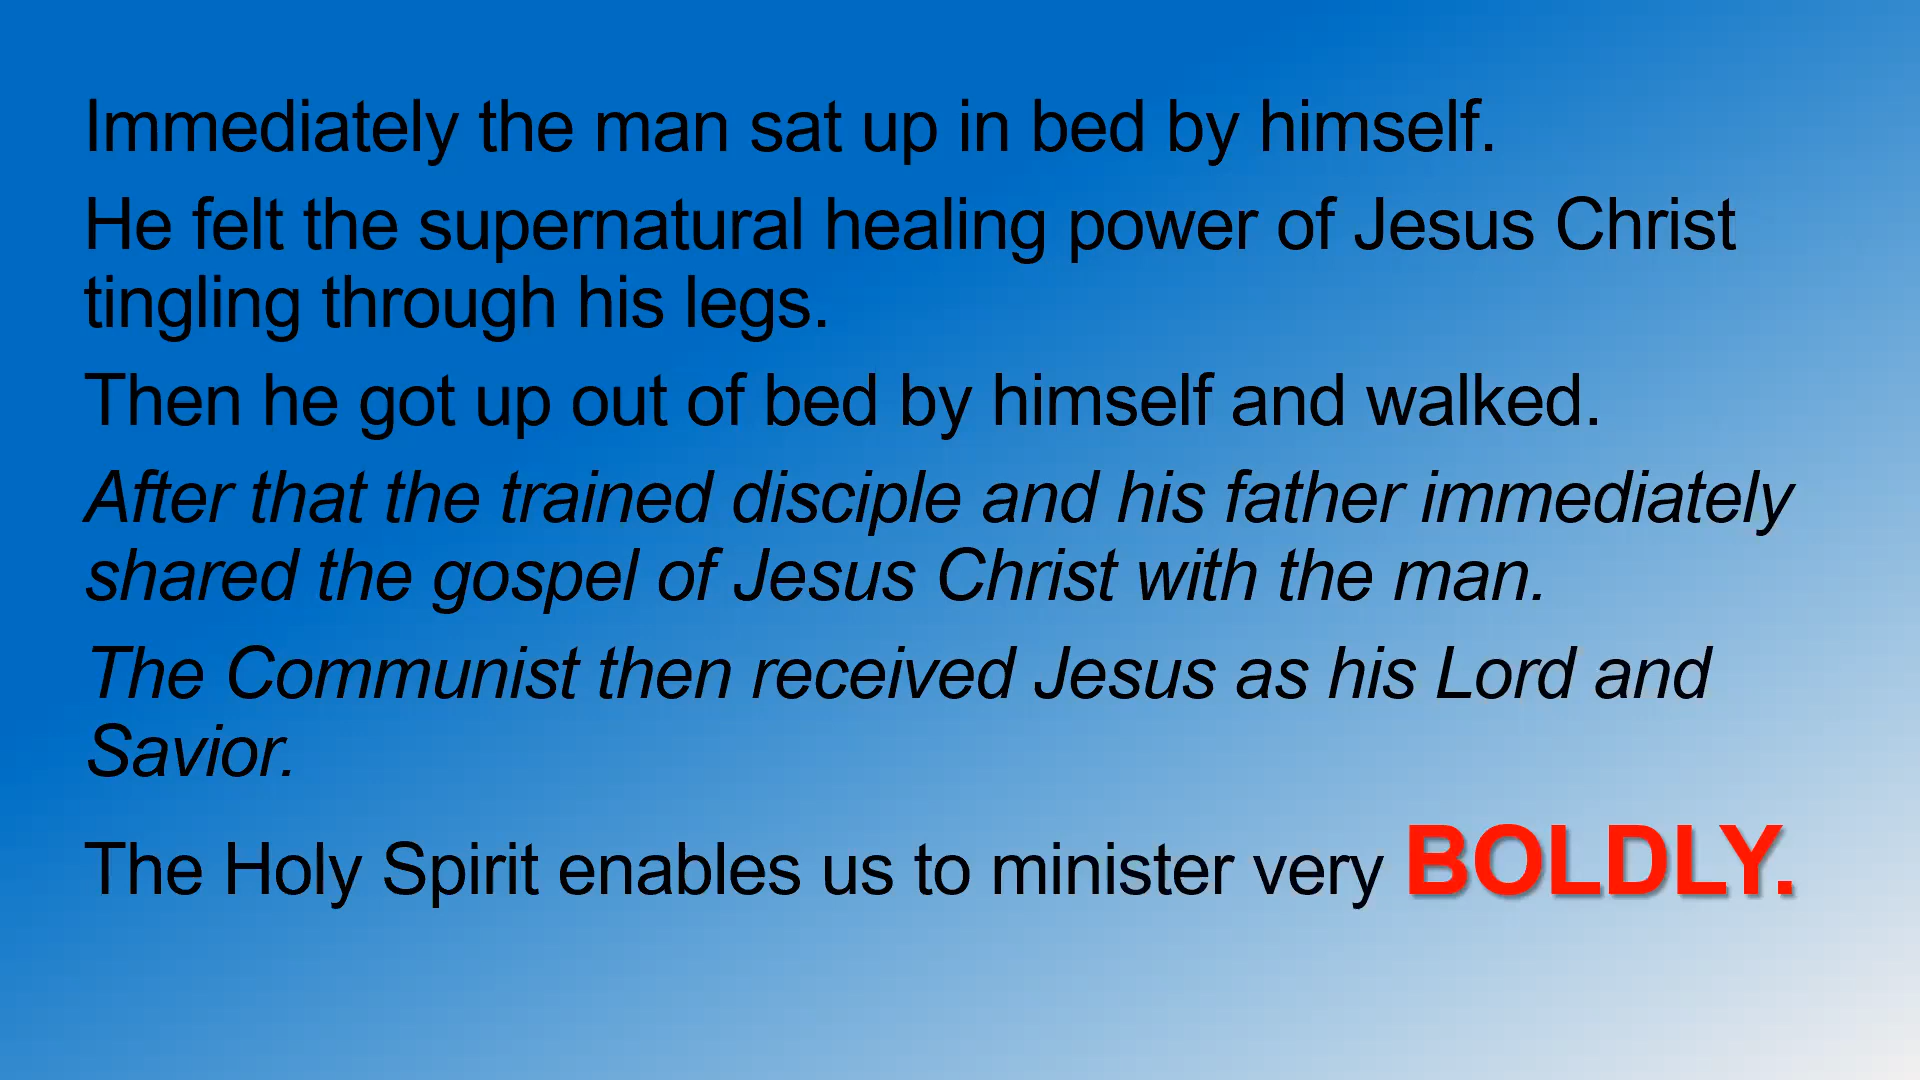 Immediately the man sat up in bed by himself.
He felt the supernatural healing power of Jesus Christ
tingling through his legs.
Then he got up out of bed by himself and walked.
After that the trained disciple and his father immediately
shared the gospel of Jesus Christ with the man.
The Communist then received Jesus as his Lord and
Savior.
The Holy Spirit enables us to minister very BOLDLY.